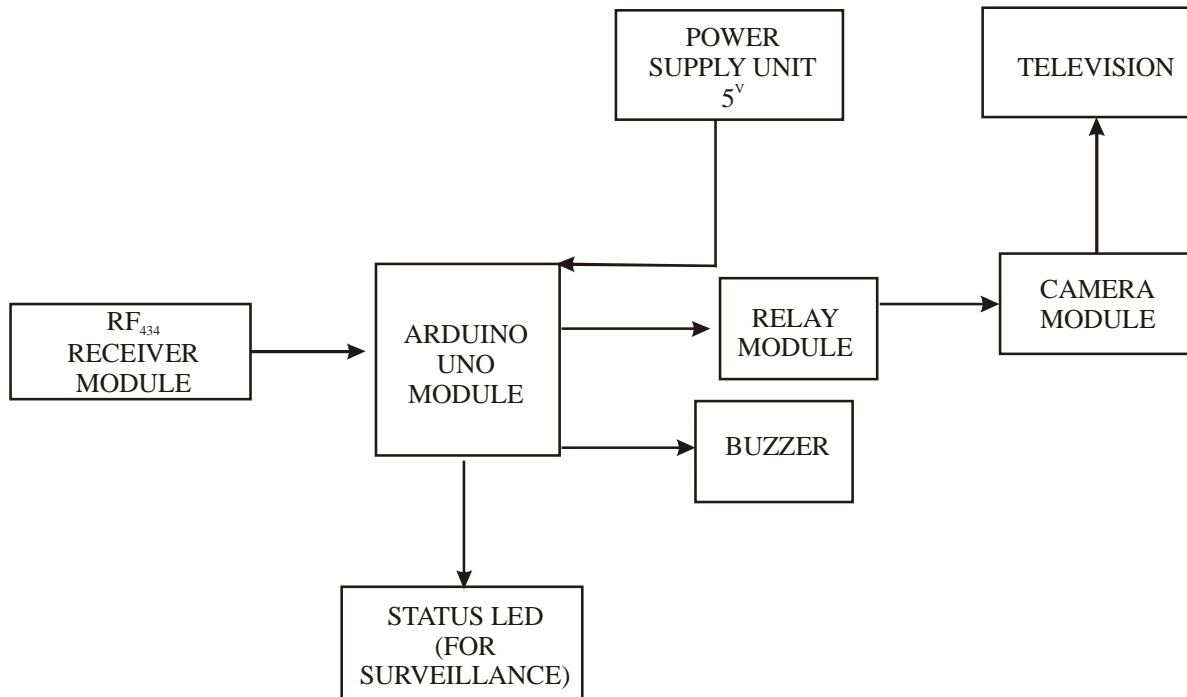 POWER
SUPPLY UNIT
5ⱽ
TELEVISION
RF₄₃₄
RECEIVER
MODULE
ARDUINO
UNO
MODULE
RELAY
MODULE
CAMERA
MODULE
BUZZER
STATUS LED
(FOR
SURVEILLANCE)